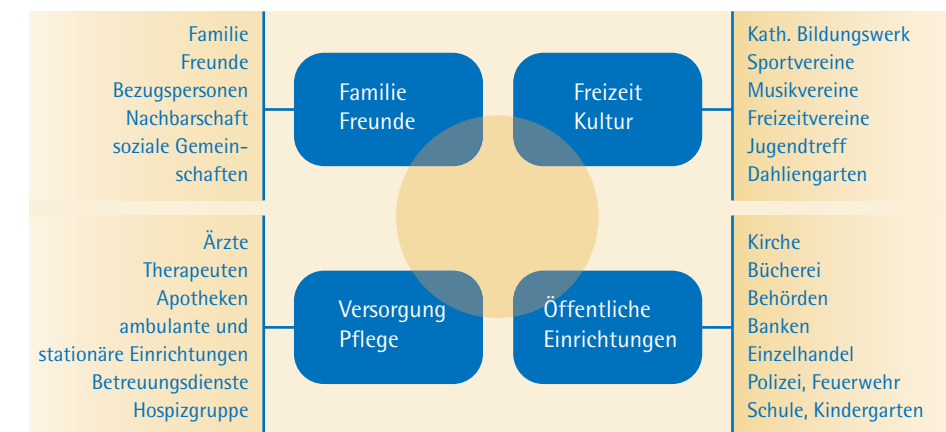 Familie
Freunde
Bezugspersonen
Nachbarschaft
soziale Gemein-
schaften
Familie
Freunde
Freizeit
Kultur
Kath. Bildungswerk
Sportvereine
Musikvereine
Freizeitvereine
Jugendtreff
Dahliengarten
Ärzte
Therapeuten
Apotheken
ambulante und
stationäre Einrichtungen
Betreuungsdienste
Hospizgruppe
Versorgung
Pflege
Öffentliche
Einrichtungen
Kirche
Bücherei
Behörden
Banken
Einzelhandel
Polizei, Feuerwehr
Schule, Kindergarten